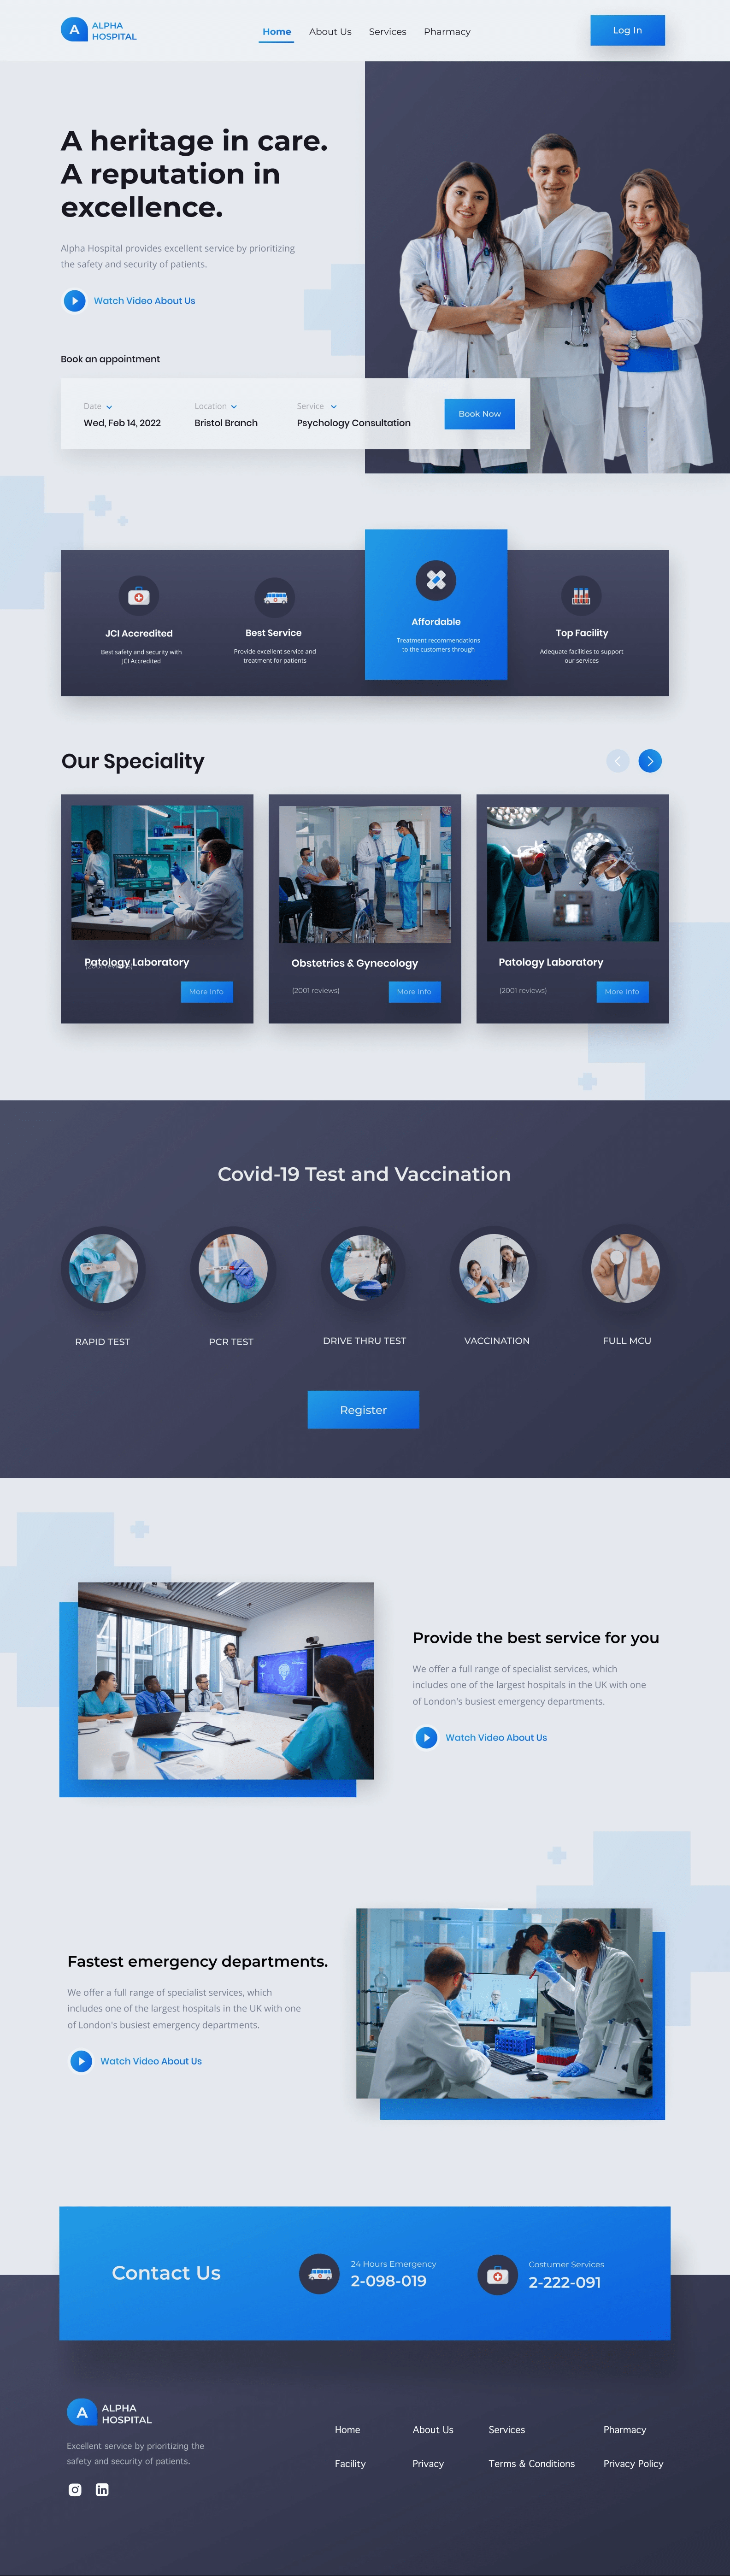 A
ALPHA
HOSPITAL
Home
About Us
Services
Pharmacy
Log In
A heritage in care.
A reputation in
excellence.
Alpha Hospital provides excellent service by prioritizing
the safety and security of patients.
Watch Video About Us
Book an appointment
Date
Location
Service
Wed, Feb 14, 2022
Bristol Branch
Psychology Consultation
Book Now
JCI Accredited
Best safety and security with
JCI Accredited
Best Service
Provide excellent service and
treatment for patients
Affordable
Treatment recommendations
to the customers through
Top Facility
Adequate facilities to support
our services
Our Speciality
Patology Laboratory
(2001 reviews)
More Info
Obstetrics & Gynecology
(2001 reviews)
More Info
Patology Laboratory
(2001 reviews)
More Info
Covid-19 Test and Vaccination
RAPID TEST
PCR TEST
DRIVE THRU TEST
VACCINATION
FULL MCU
Register
Provide the best service for you
We offer a full range of specialist services, which
includes one of the largest hospitals in the UK with one
of London's busiest emergency departments.
Watch Video About Us
Fastest emergency departments.
We offer a full range of specialist services, which
includes one of the largest hospitals in the UK with one
of London's busiest emergency departments.
Watch Video About Us
Contact Us
24 Hours Emergency
2-098-019
Costumer Services
2-222-091
A
ALPHA
HOSPITAL
Excellent service by prioritizing the
safety and security of patients.
in
Home
About Us
Services
Pharmacy
Facility
Privacy
Terms & Conditions
Privacy Policy